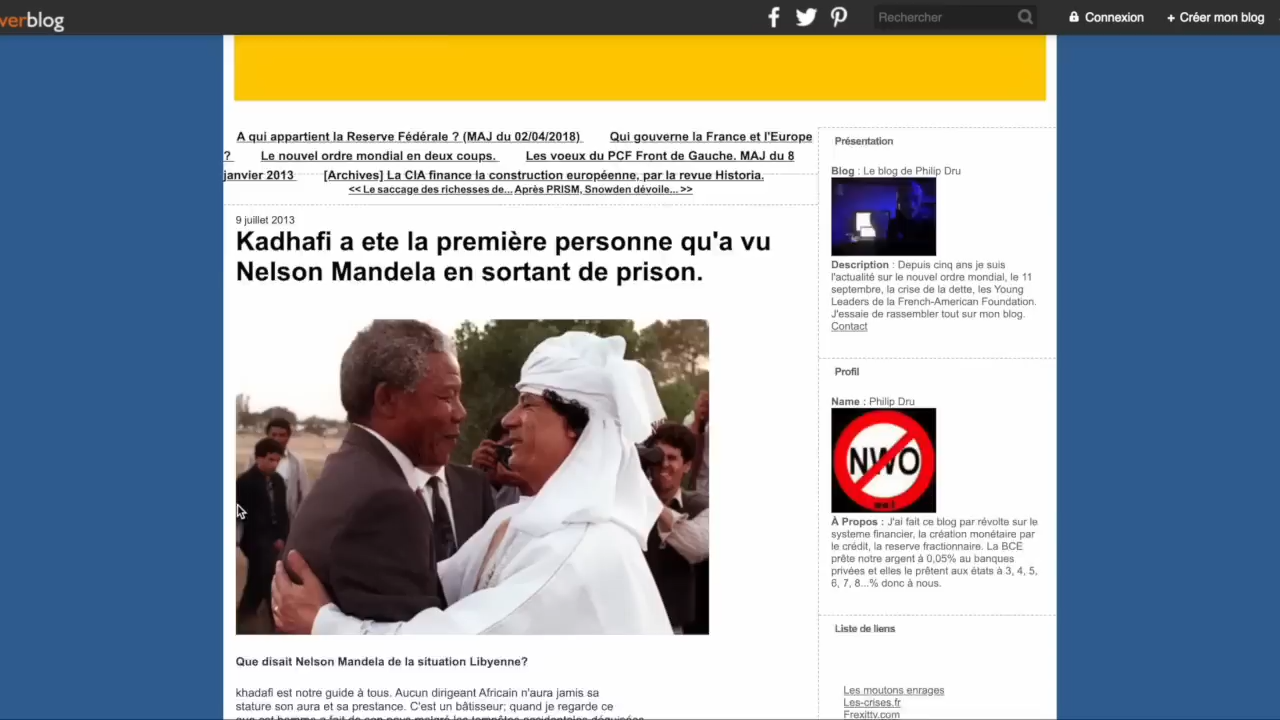 verblog
Rechercher
Connexion
+ Créer mon blog
A qui appartient la Reserve Fédérale ? (MAJ du 02/04/2018) Qui gouverne la France et l'Europe
? Le nouvel ordre mondial en deux coups. Les voeux du PCF Front de Gauche. MAJ du 8
janvier 2013 [Archives] La CIA finance la construction européenne, par la revue Historia.
<< Le saccage des richesses de... Après PRISM, Snowden dévoile... >>
9 juillet 2013
Kadhafi a ete la première personne qu'a vu
Nelson Mandela en sortant de prison.
Que disait Nelson Mandela de la situation Libyenne?
khadafi est notre guide à tous. Aucun dirigeant Africain n'aura jamis sa
stature son aura et sa prestance. C'est un bâtisseur; quand je regarde ce
Présentation
Blog : Le blog de Philip Dru
Description : Depuis cinq ans je suis
l'actualité sur le nouvel ordre mondial, le 11
septembre, la crise de la dette, les Young
Leaders de la French-American Foundation.
J'essaie de rassembler tout sur mon blog.
Contact
Profil
Name : Philip Dru
NWO
À Propos : J'ai fait ce blog par révolte sur le
systeme financier, la création monétaire par
le crédit, la reserve fractionnaire. La BCE
prête notre argent à 0,05% au banques
privées et elles le prêtent aux états à 3, 4, 5,
6, 7, 8...% donc à nous.
Liste de liens
Les moutons enrages
Les-crises.fr
Frexittv.com